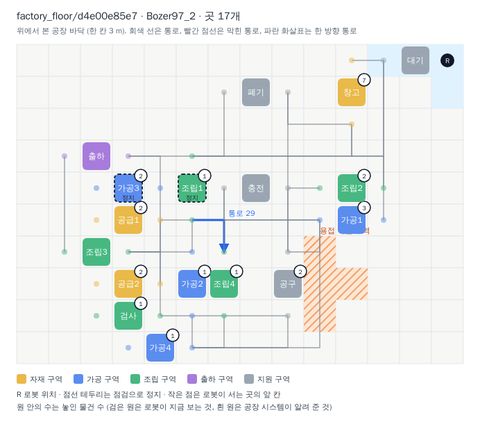 factory_floor/d4e00e85e7 · Bozer97_2 · 곳 17개
위에서 본 공장 바닥 (한 칸 3 m). 회색 선은 통로, 빨간 점선은 막힌 통로, 파란 화살표는 한 방향 통로
대기
R
폐기
창고
7
출하
가공3
2
정지
조립1
1
정지
충전
조립2
2
공급1
2
통로 29
가공1
3
용접
역
조립3
공급2
2
가공2
1
조립4
1
공구
2
검사
1
가공4
1
자재 구역
가공 구역
조립 구역
출하 구역
지원 구역
R 로봇 위치 · 점선 테두리는 점검으로 정지 · 작은 점은 로봇이 서는 곳의 앞 칸
원 안의 수는 놓인 물건 수 (검은 원은 로봇이 지금 보는 것, 흰 원은 공장 시스템이 알려 준 것)